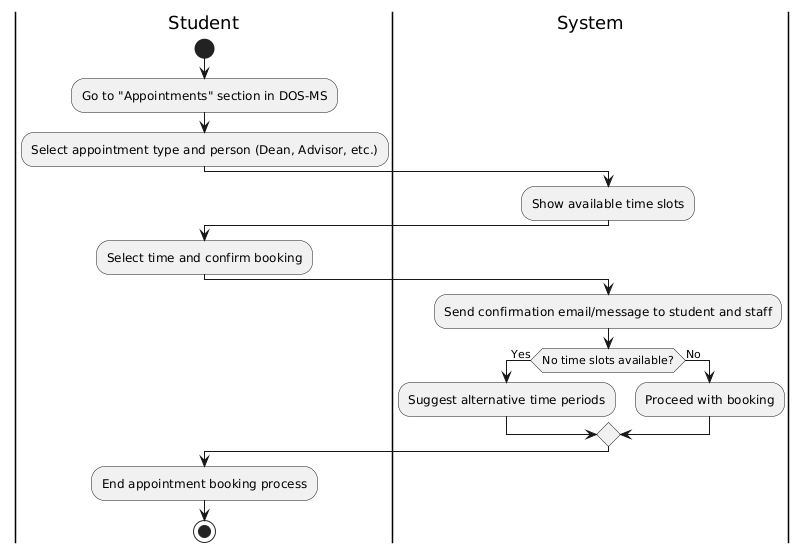 Student
System
Go to "Appointments" section in DOS-MS
Select appointment type and person (Dean, Advisor, etc.)
Show available time slots
Select time and confirm booking
Send confirmation email/message to student and staff
Yes
No time slots available?
No
Suggest alternative time periods
Proceed with booking
End appointment booking process